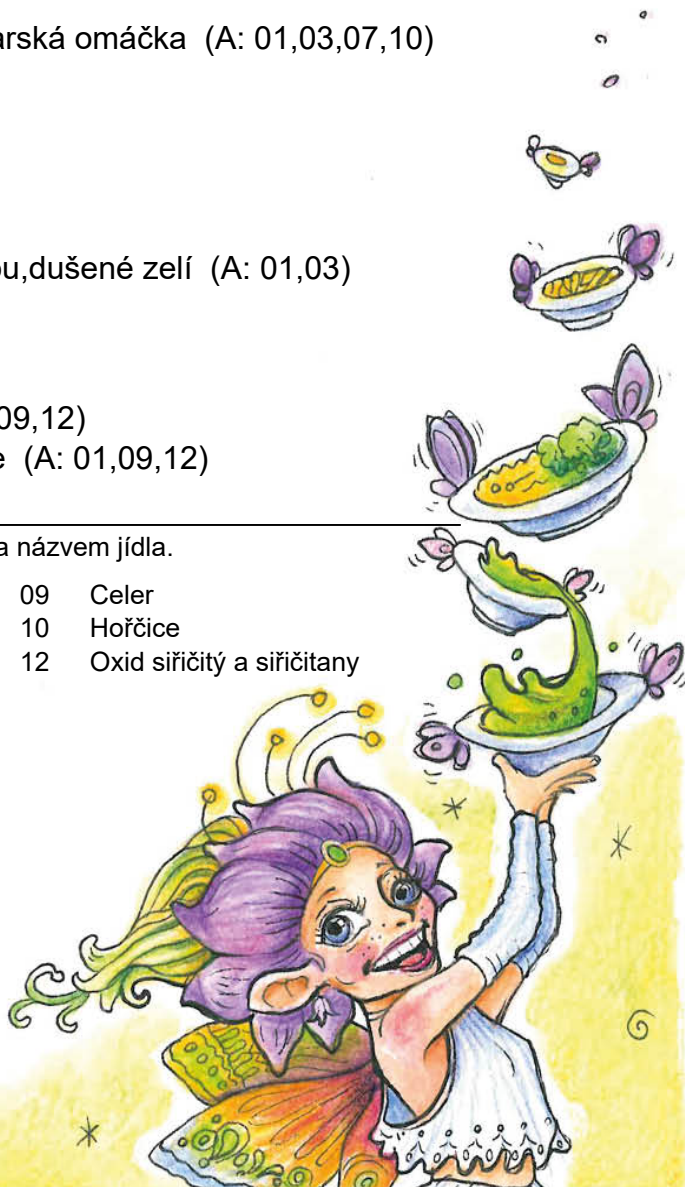 arská omáčka (A: 01,03,07,10)
ou,dušené zelí (A: 01,03)
09,12)
e (A: 01,09,12)
a názvem jídla.
09 Celer
10 Hořčice
12 Oxid siřičitý a siřičitany